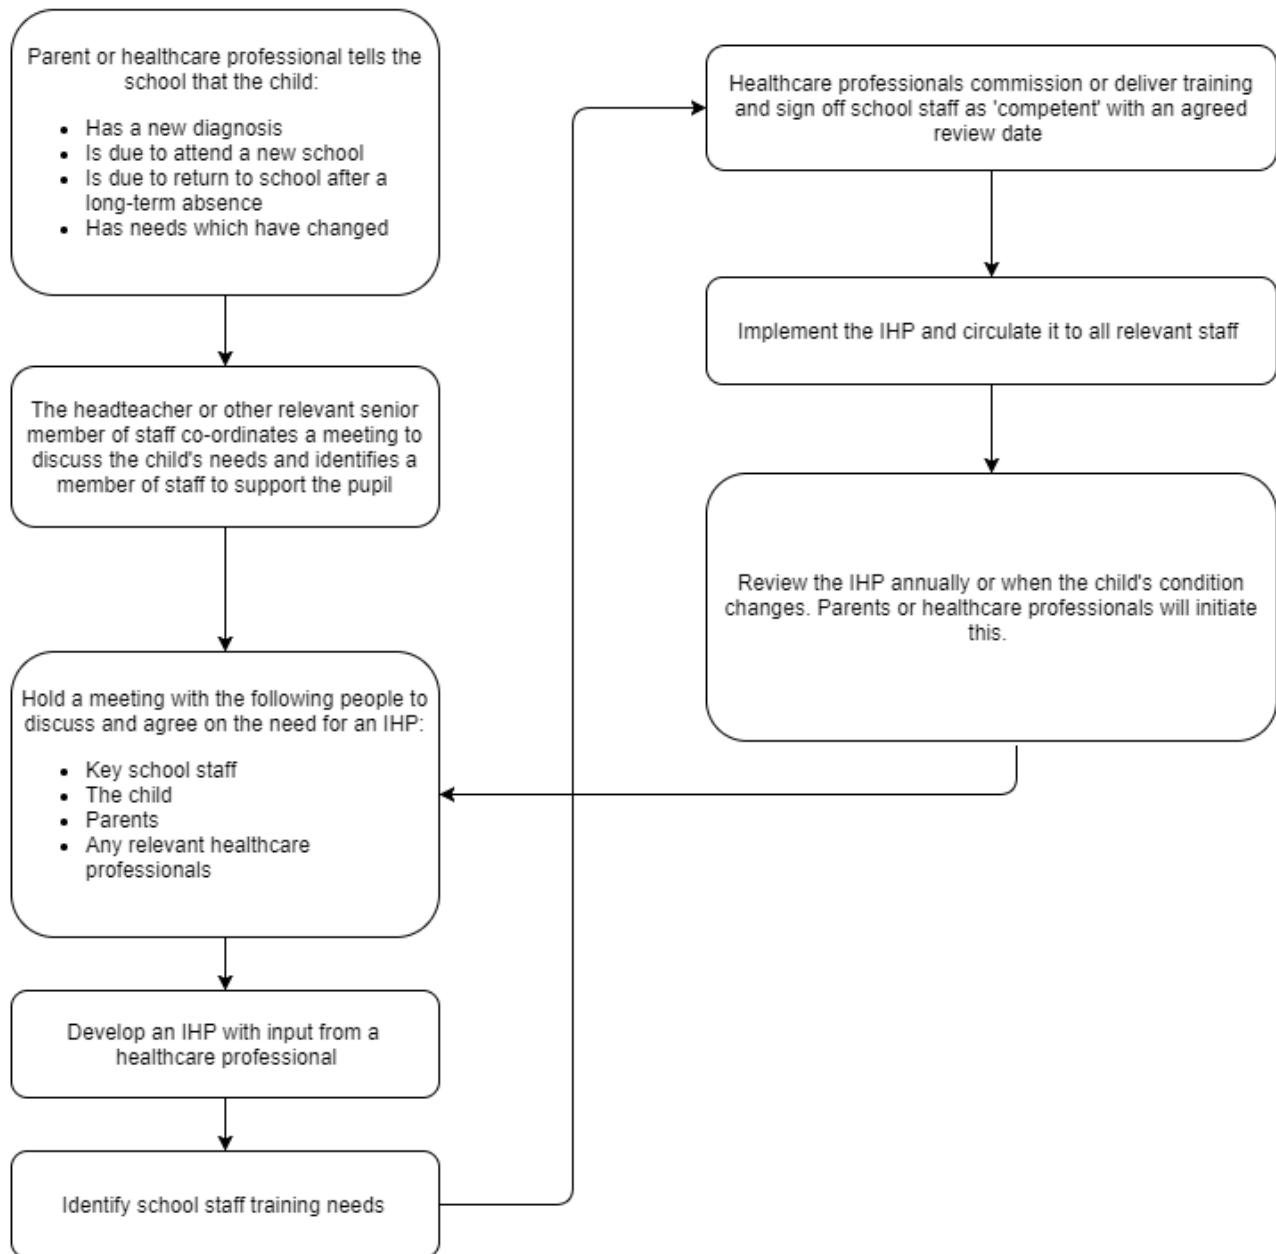 Parent or healthcare professional tells the
school that the child:
• Has a new diagnosis
• Is due to attend a new school
• Is due to return to school after a
long-term absence
• Has needs which have changed
The headteacher or other relevant senior
member of staff co-ordinates a meeting to
discuss the child's needs and identifies a
member of staff to support the pupil
Hold a meeting with the following people to
discuss and agree on the need for an IHP:
• Key school staff
• The child
• Parents
• Any relevant healthcare
professionals
Develop an IHP with input from a
healthcare professional
Identify school staff training needs
Healthcare professionals commission or deliver training
and sign off school staff as 'competent' with an agreed
review date
Implement the IHP and circulate it to all relevant staff
Review the IHP annually or when the child's condition
changes. Parents or healthcare professionals will initiate
this.